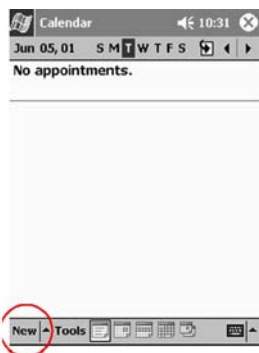 Calendar 10:31
Jun 05, 01 S M T W T F S
No appointments.
New Tools